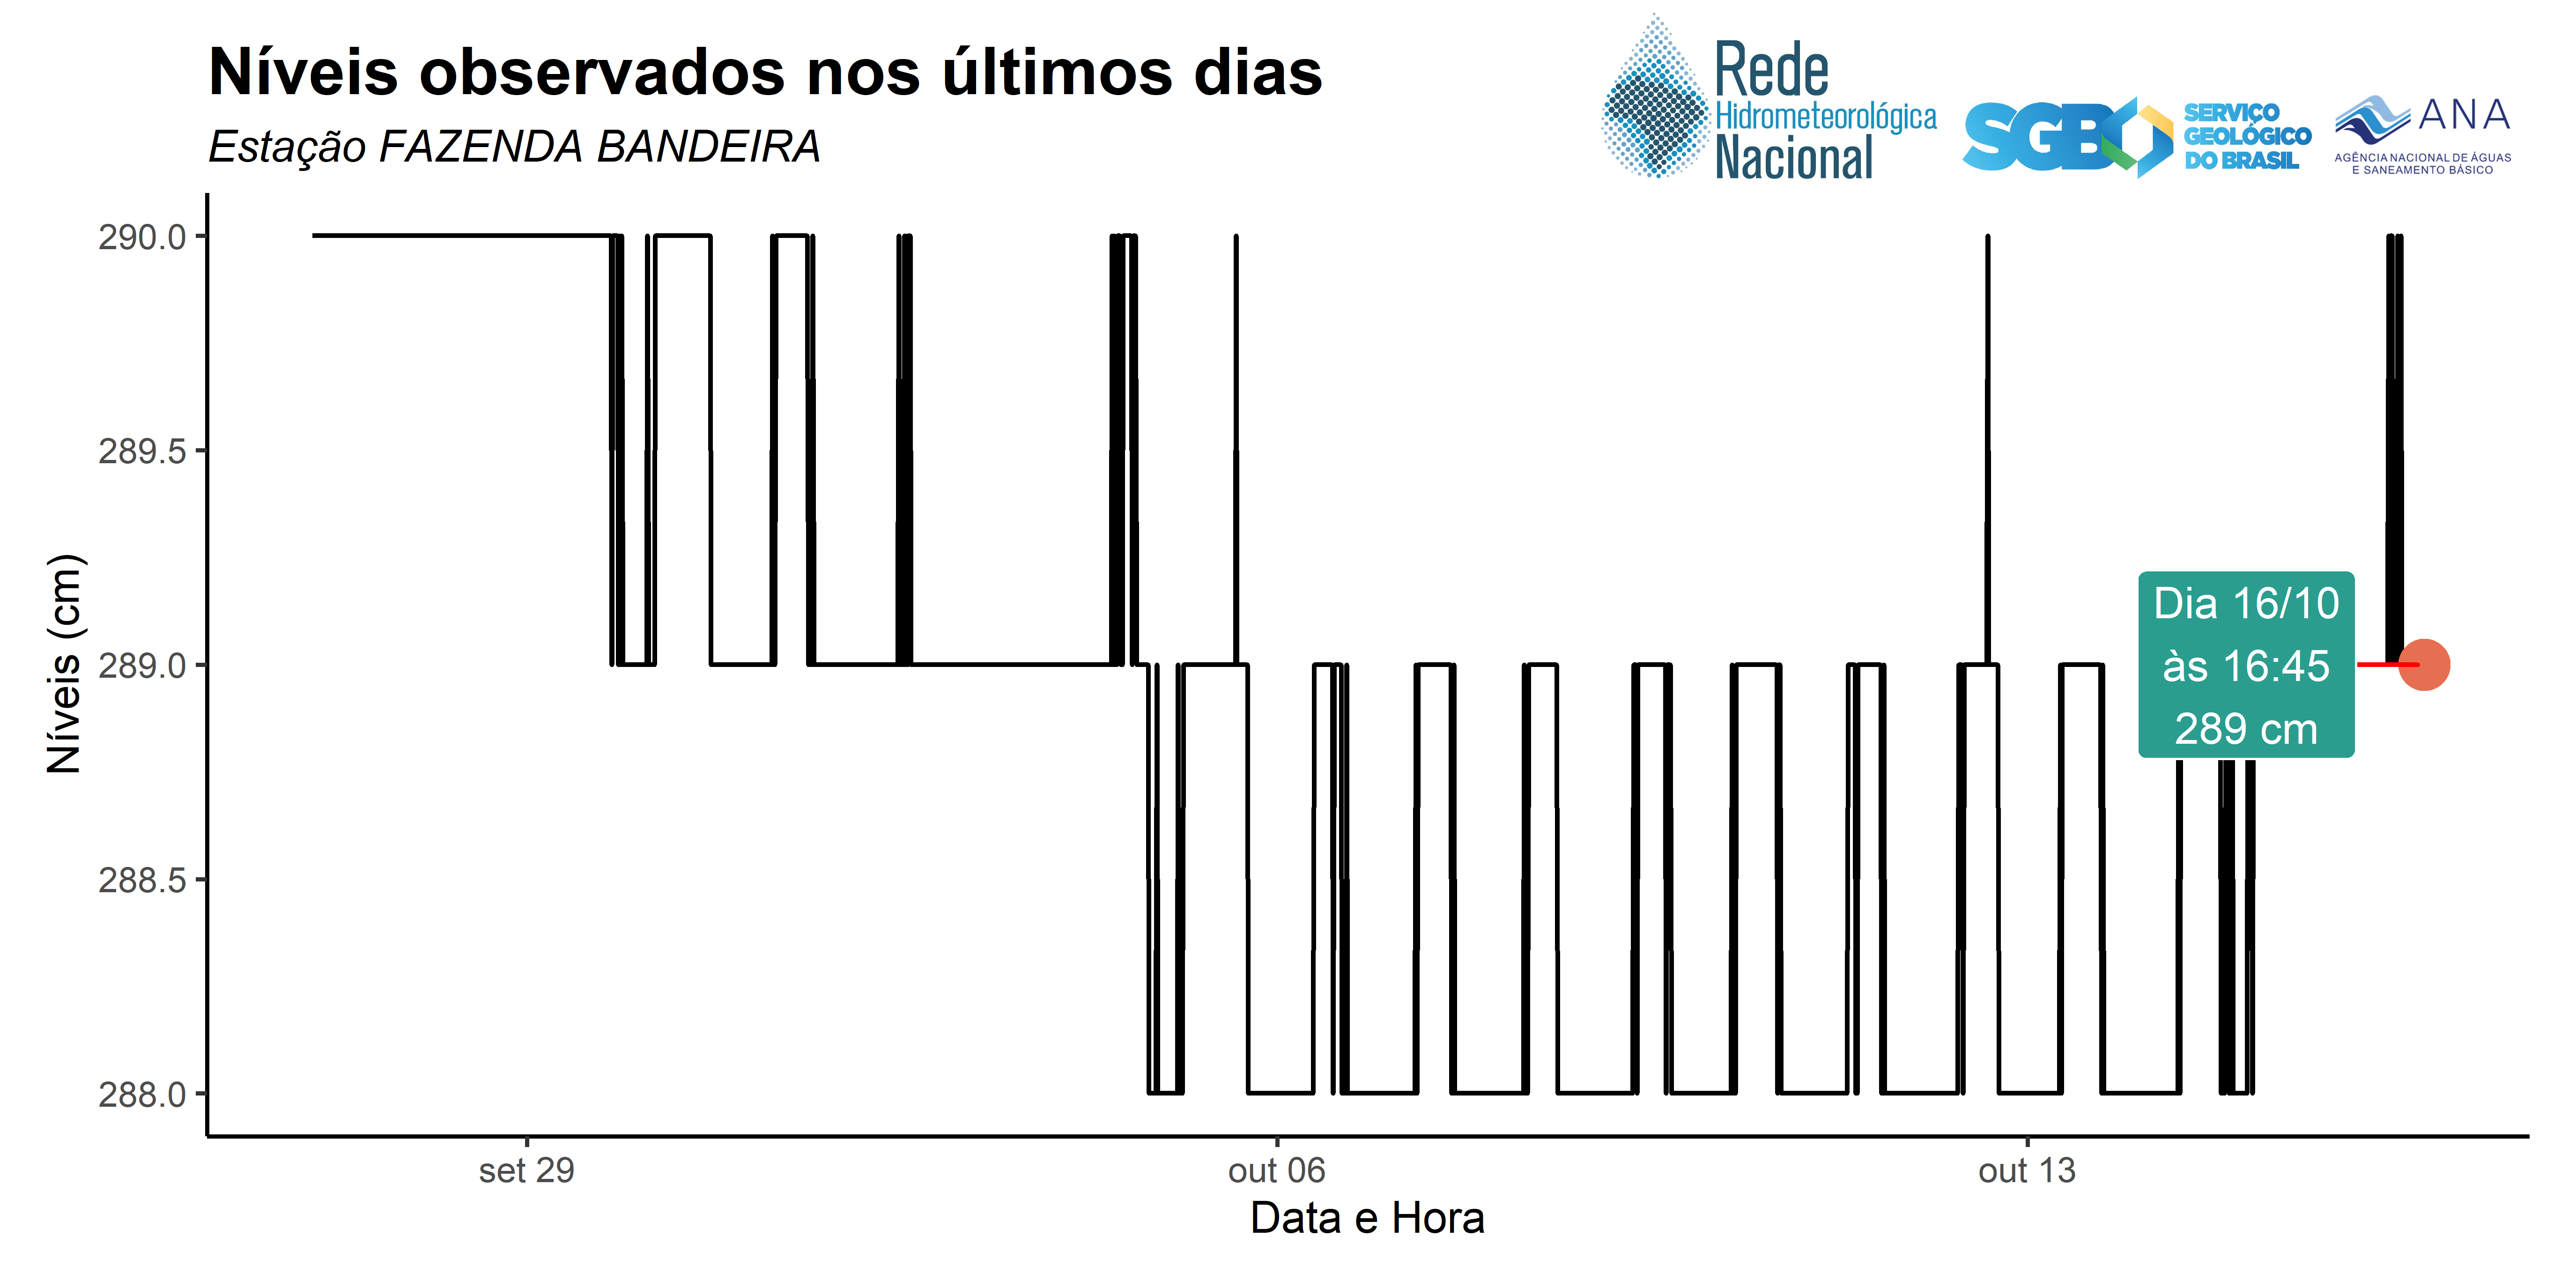 Níveis observados nos últimos dias
Estação FAZENDA BANDEIRA
Rede
Hidrometeorológica
Nacional
SGB
SERVIÇO
GEOLÓGICO
DO BRASIL
ANA
AGÊNCIA NACIONAL DE ÁGUAS
E SANEAMENTO BÁSICO
Níveis (cm)
290.0
289.5
289.0
288.5
288.0
Dia 16/10
às 16:45
289 cm
set 29
out 06
out 13
Data e Hora